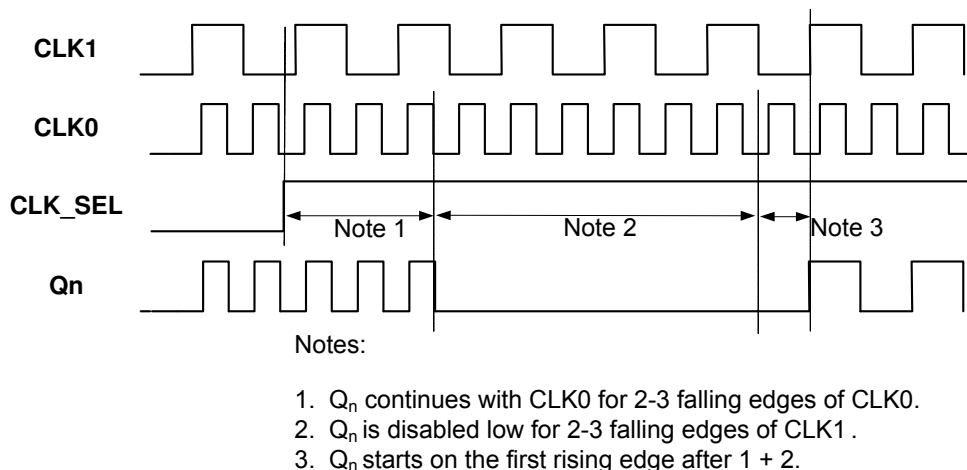 CLK1
CLK0
CLK_SEL
Note 1
Note 2
Note 3
Qn
Notes:
1. Qn continues with CLK0 for 2-3 falling edges of CLK0.
2. Qn is disabled low for 2-3 falling edges of CLK1 .
3. Qn starts on the first rising edge after 1 + 2.